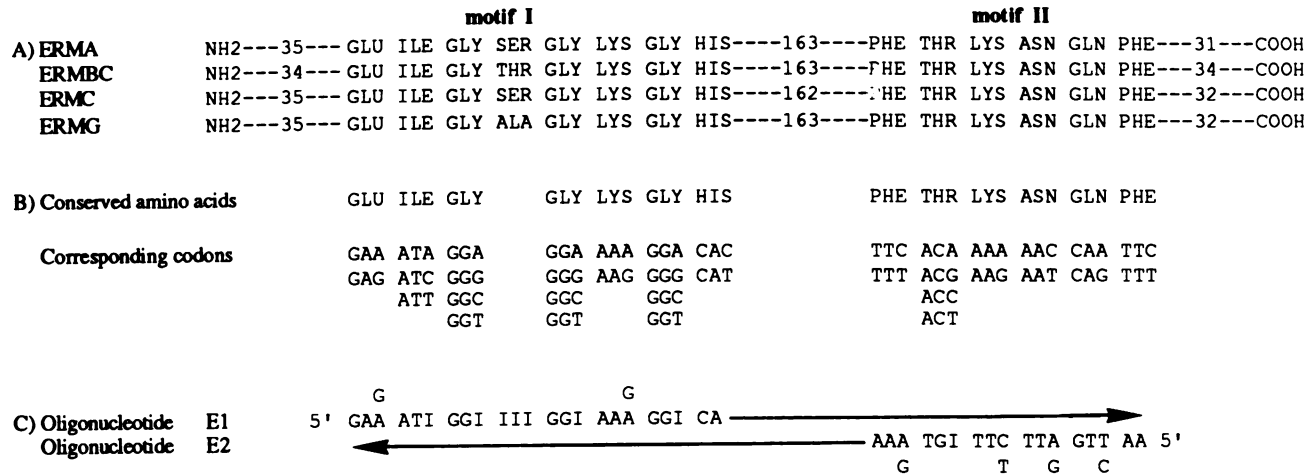 motif I motif II
A) ERMA NH2---35---GLU ILE GLY SER GLY LYS GLY HIS----163----PHE THR LYS ASN GLN PHE---31---COOH
ERMBC NH2---34---GLU ILE GLY THR GLY LYS GLY HIS----163----PHE THR LYS ASN GLN PHE---34---COOH
ERMC NH2---35---GLU ILE GLY SER GLY LYS GLY HIS----162----PHE THR LYS ASN GLN PHE---32---COOH
ERMG NH2---35---GLU ILE GLY ALA GLY LYS GLY HIS----163----PHE THR LYS ASN GLN PHE---32---COOH
B) Conserved amino acids GLU ILE GLY GLY LYS GLY HIS PHE THR LYS ASN GLN PHE
Corresponding codons GAA ATA GGA GGA AAA GGA CAC TTC ACA AAA AAC CAA TTC
GAG ATC GGG GGG AAG GGG CAT TTT ACG AAG AAT CAG TTT
ATT GGC GGC GGC ACC
GGT GGT GGT ACT
G G
C) Oligonucleotide E1 5' GAA ATI GGI III GGI AAA GGI CA
Oligonucleotide E2 AAA TGI TTC TTA GTT AA 5'
G T G C